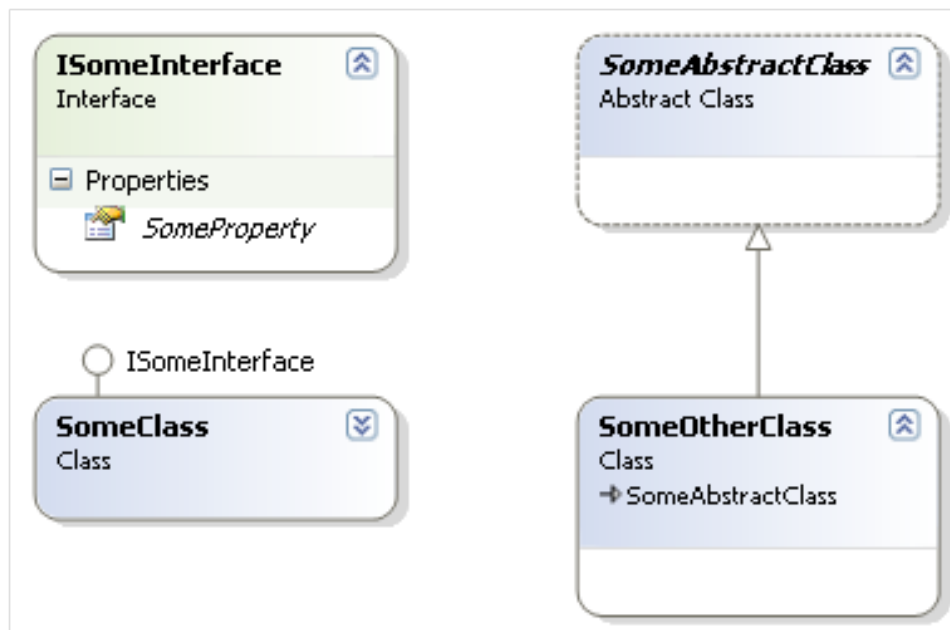 ISomeInterface
Interface
Properties
SomeProperty
ISomeInterface
SomeClass
Class
SomeAbstractClass
Abstract Class
SomeOtherClass
Class
SomeAbstractClass